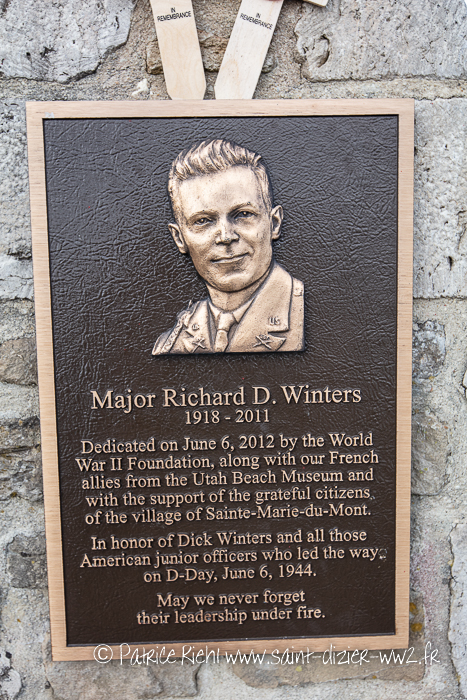 IN
REMEMBRANCE
IN
REMEMBRANCE
US
Major Richard D. Winters
1918 - 2011
Dedicated on June 6, 2012 by the World
War II Foundation, along with our French
allies from the Utah Beach Museum and
with the support of the grateful citizens
of the village of Sainte-Marie-du-Mont.
In honor of Dick Winters and all those
American junior officers who led the way
on D-Day, June 6, 1944.
May we never forget
their leadership under fire.
© Patrice Riehl www.saint-dizier-ww2.fr